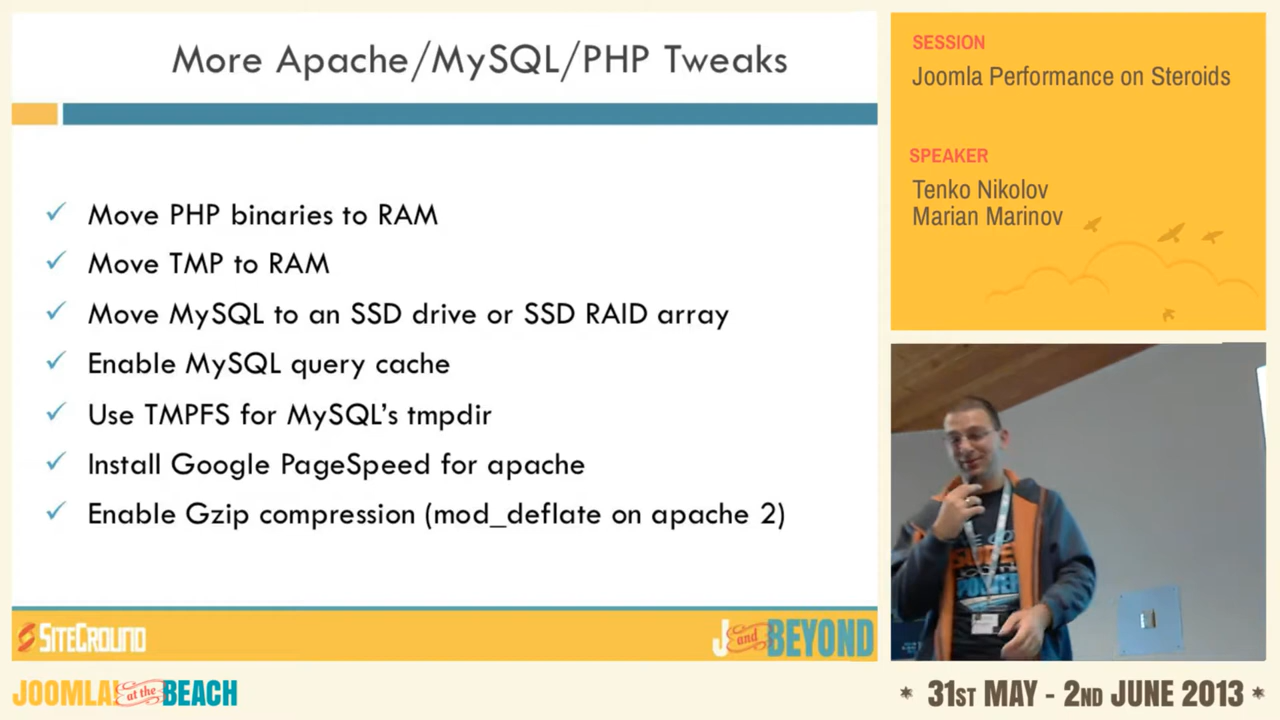 More Apache/MySQL/PHP Tweaks
✓ Move PHP binaries to RAM
✓ Move TMP to RAM
✓ Move MySQL to an SSD drive or SSD RAID array
✓ Enable MySQL query cache
✓ Use TMPFS for MySQL’s tmpdir
✓ Install Google PageSpeed for apache
✓ Enable Gzip compression (mod_deflate on apache 2)
SITEGROUND
J and BEYOND
SESSION
Joomla Performance on Steroids
SPEAKER
Tenko Nikolov
Marian Marinov
JOOMLA! at the BEACH
* 31ST MAY - 2ND JUNE 2013 *